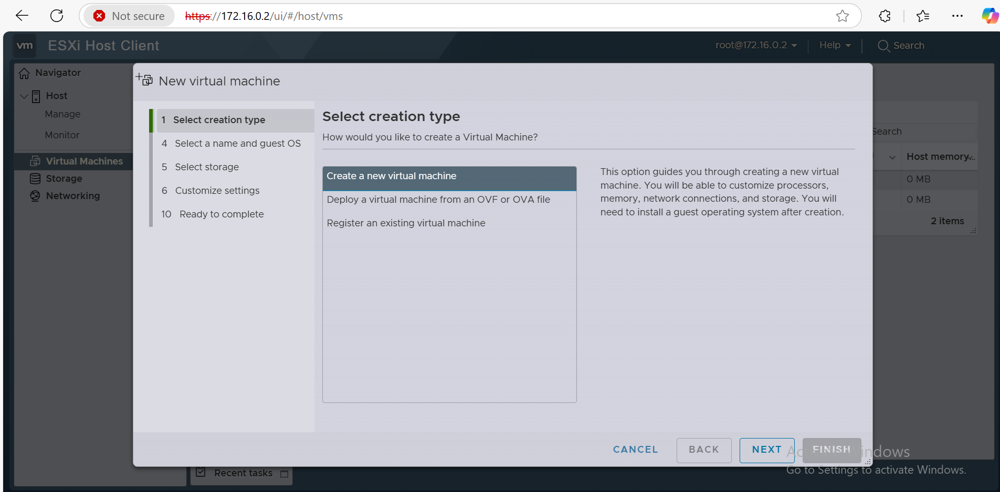 Not secure
https://172.16.0.2/ui/#/host/vms
vm ESXi Host Client
root@172.16.0.2
Help
Search
Navigator
Host
Manage
Monitor
Virtual Machines
Storage
Networking
New virtual machine
1 Select creation type
4 Select a name and guest OS
5 Select storage
6 Customize settings
10 Ready to complete
Select creation type
How would you like to create a Virtual Machine?
Create a new virtual machine
Deploy a virtual machine from an OVF or OVA file
Register an existing virtual machine
This option guides you through creating a new virtual
machine. You will be able to customize processors,
memory, network connections, and storage. You will
need to install a guest operating system after creation.
Search
Host memory...
0 MB
0 MB
2 items
CANCEL
BACK
NEXT
FINISH
Activate Windows
Go to Settings to activate Windows.
Recent tasks